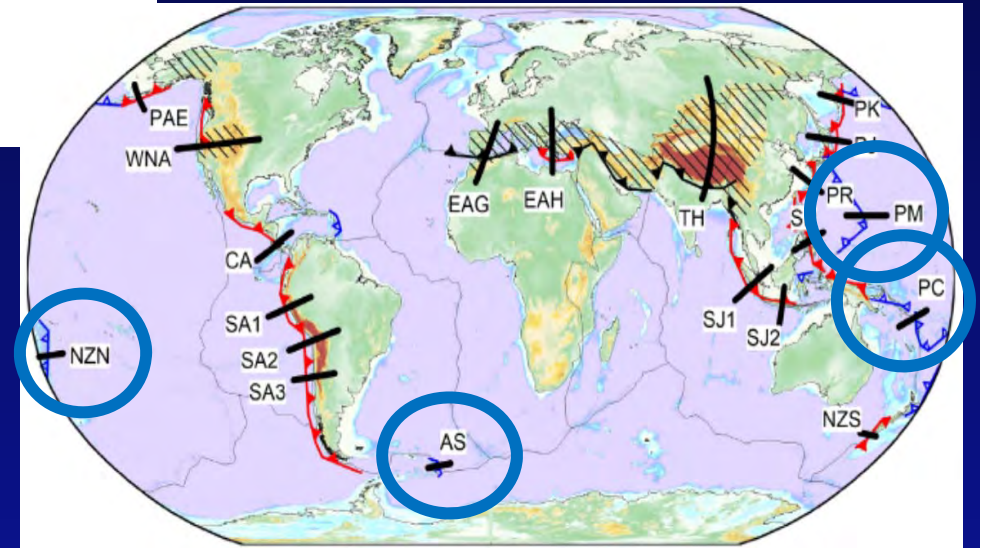 PAE
WNA
CA
SA1
SA2
SA3
NZN
AS
EAG
EAH
TH
SJ1
SJ2
PK
PR
S
PM
PC
NZS